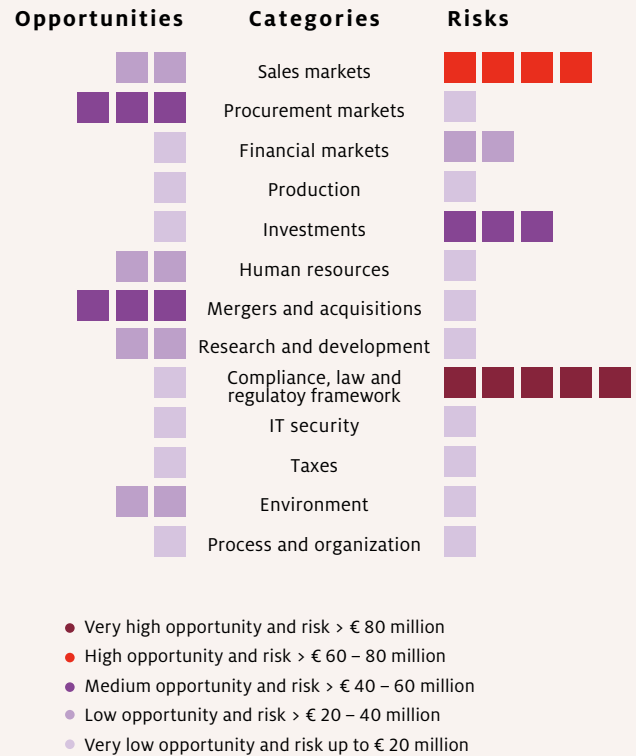 Opportunities Categories Risks
Sales markets
Procurement markets
Financial markets
Production
Investments
Human resources
Mergers and acquisitions
Research and development
Compliance, law and
regulatoy framework
IT security
Taxes
Environment
Process and organization
Very high opportunity and risk > € 80 million
High opportunity and risk > € 60 – 80 million
Medium opportunity and risk > € 40 – 60 million
Low opportunity and risk > € 20 – 40 million
Very low opportunity and risk up to € 20 million